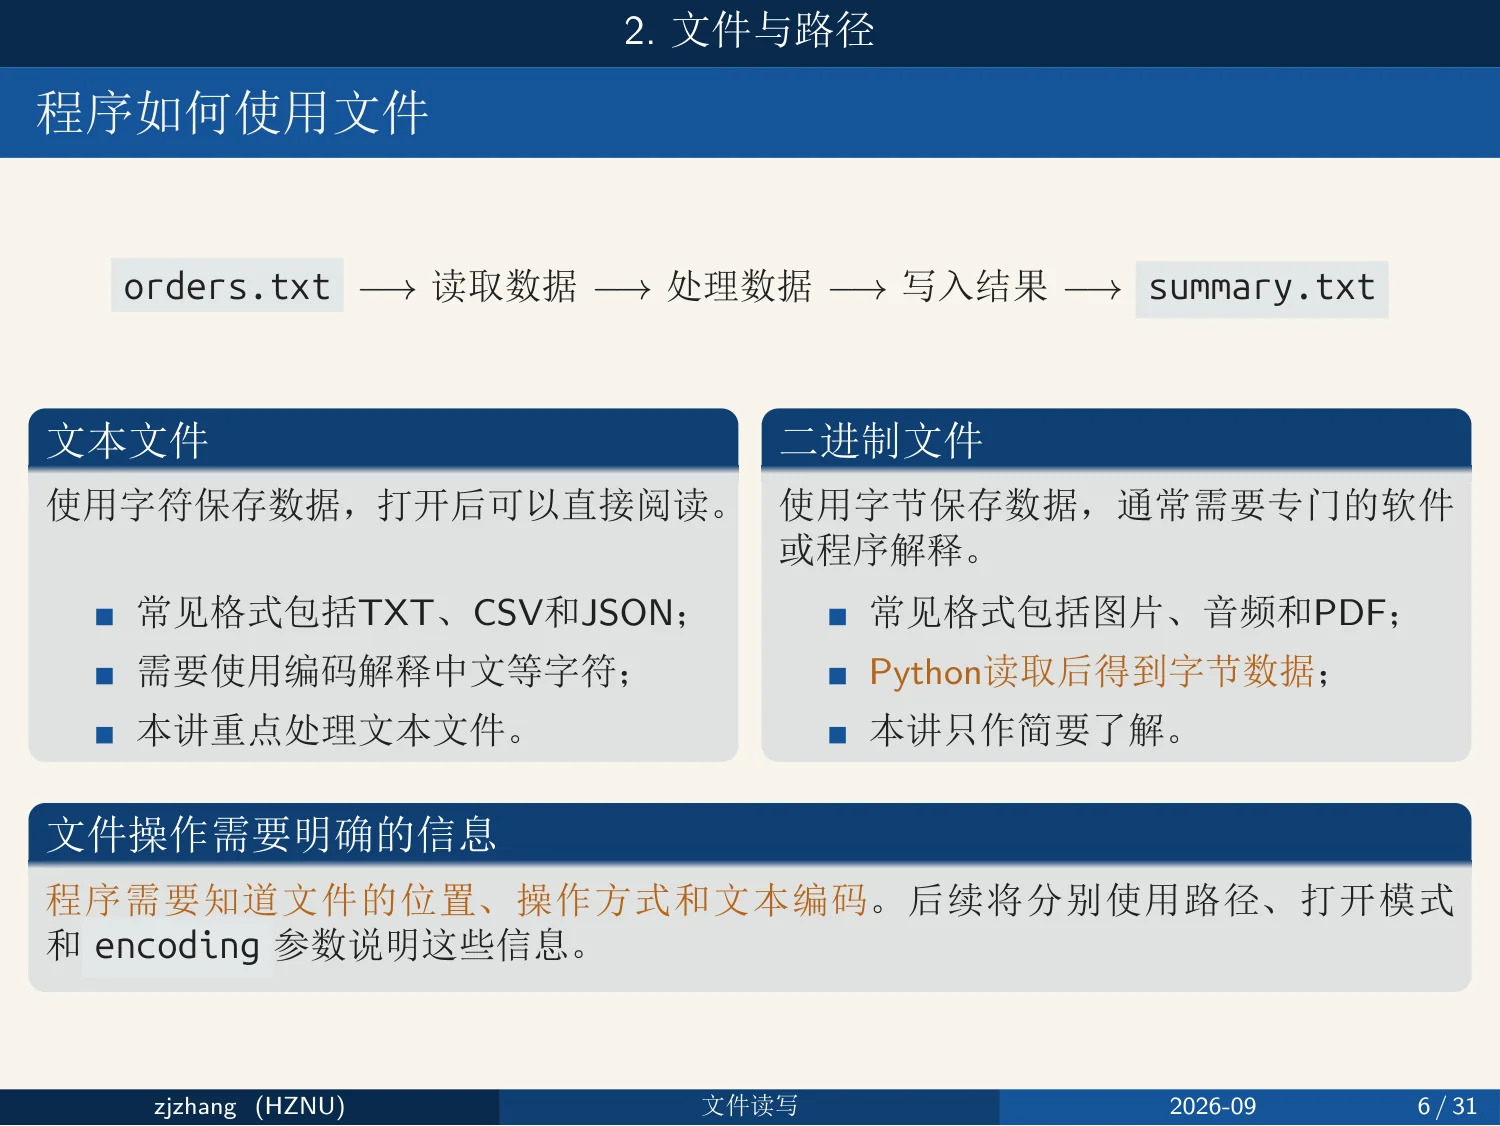 2. 文件与路径
程序如何使用文件
orders.txt ⟶ 读取数据 ⟶ 处理数据 ⟶ 写入结果 ⟶ summary.txt
文本文件
使用字符保存数据，打开后可以直接阅读。
■ 常见格式包括TXT、CSV和JSON；
■ 需要使用编码解释中文等字符；
■ 本讲重点处理文本文件。
二进制文件
使用字节保存数据，通常需要专门的软件
或程序解释。
■ 常见格式包括图片、音频和PDF；
■ Python读取后得到字节数据；
■ 本讲只作简要了解。
文件操作需要明确的信息
程序需要知道文件的位置、操作方式和文本编码。后续将分别使用路径、打开模式
和 encoding 参数说明这些信息。
zjzhang (HZNU) 文件读写 2026-09 6 / 31